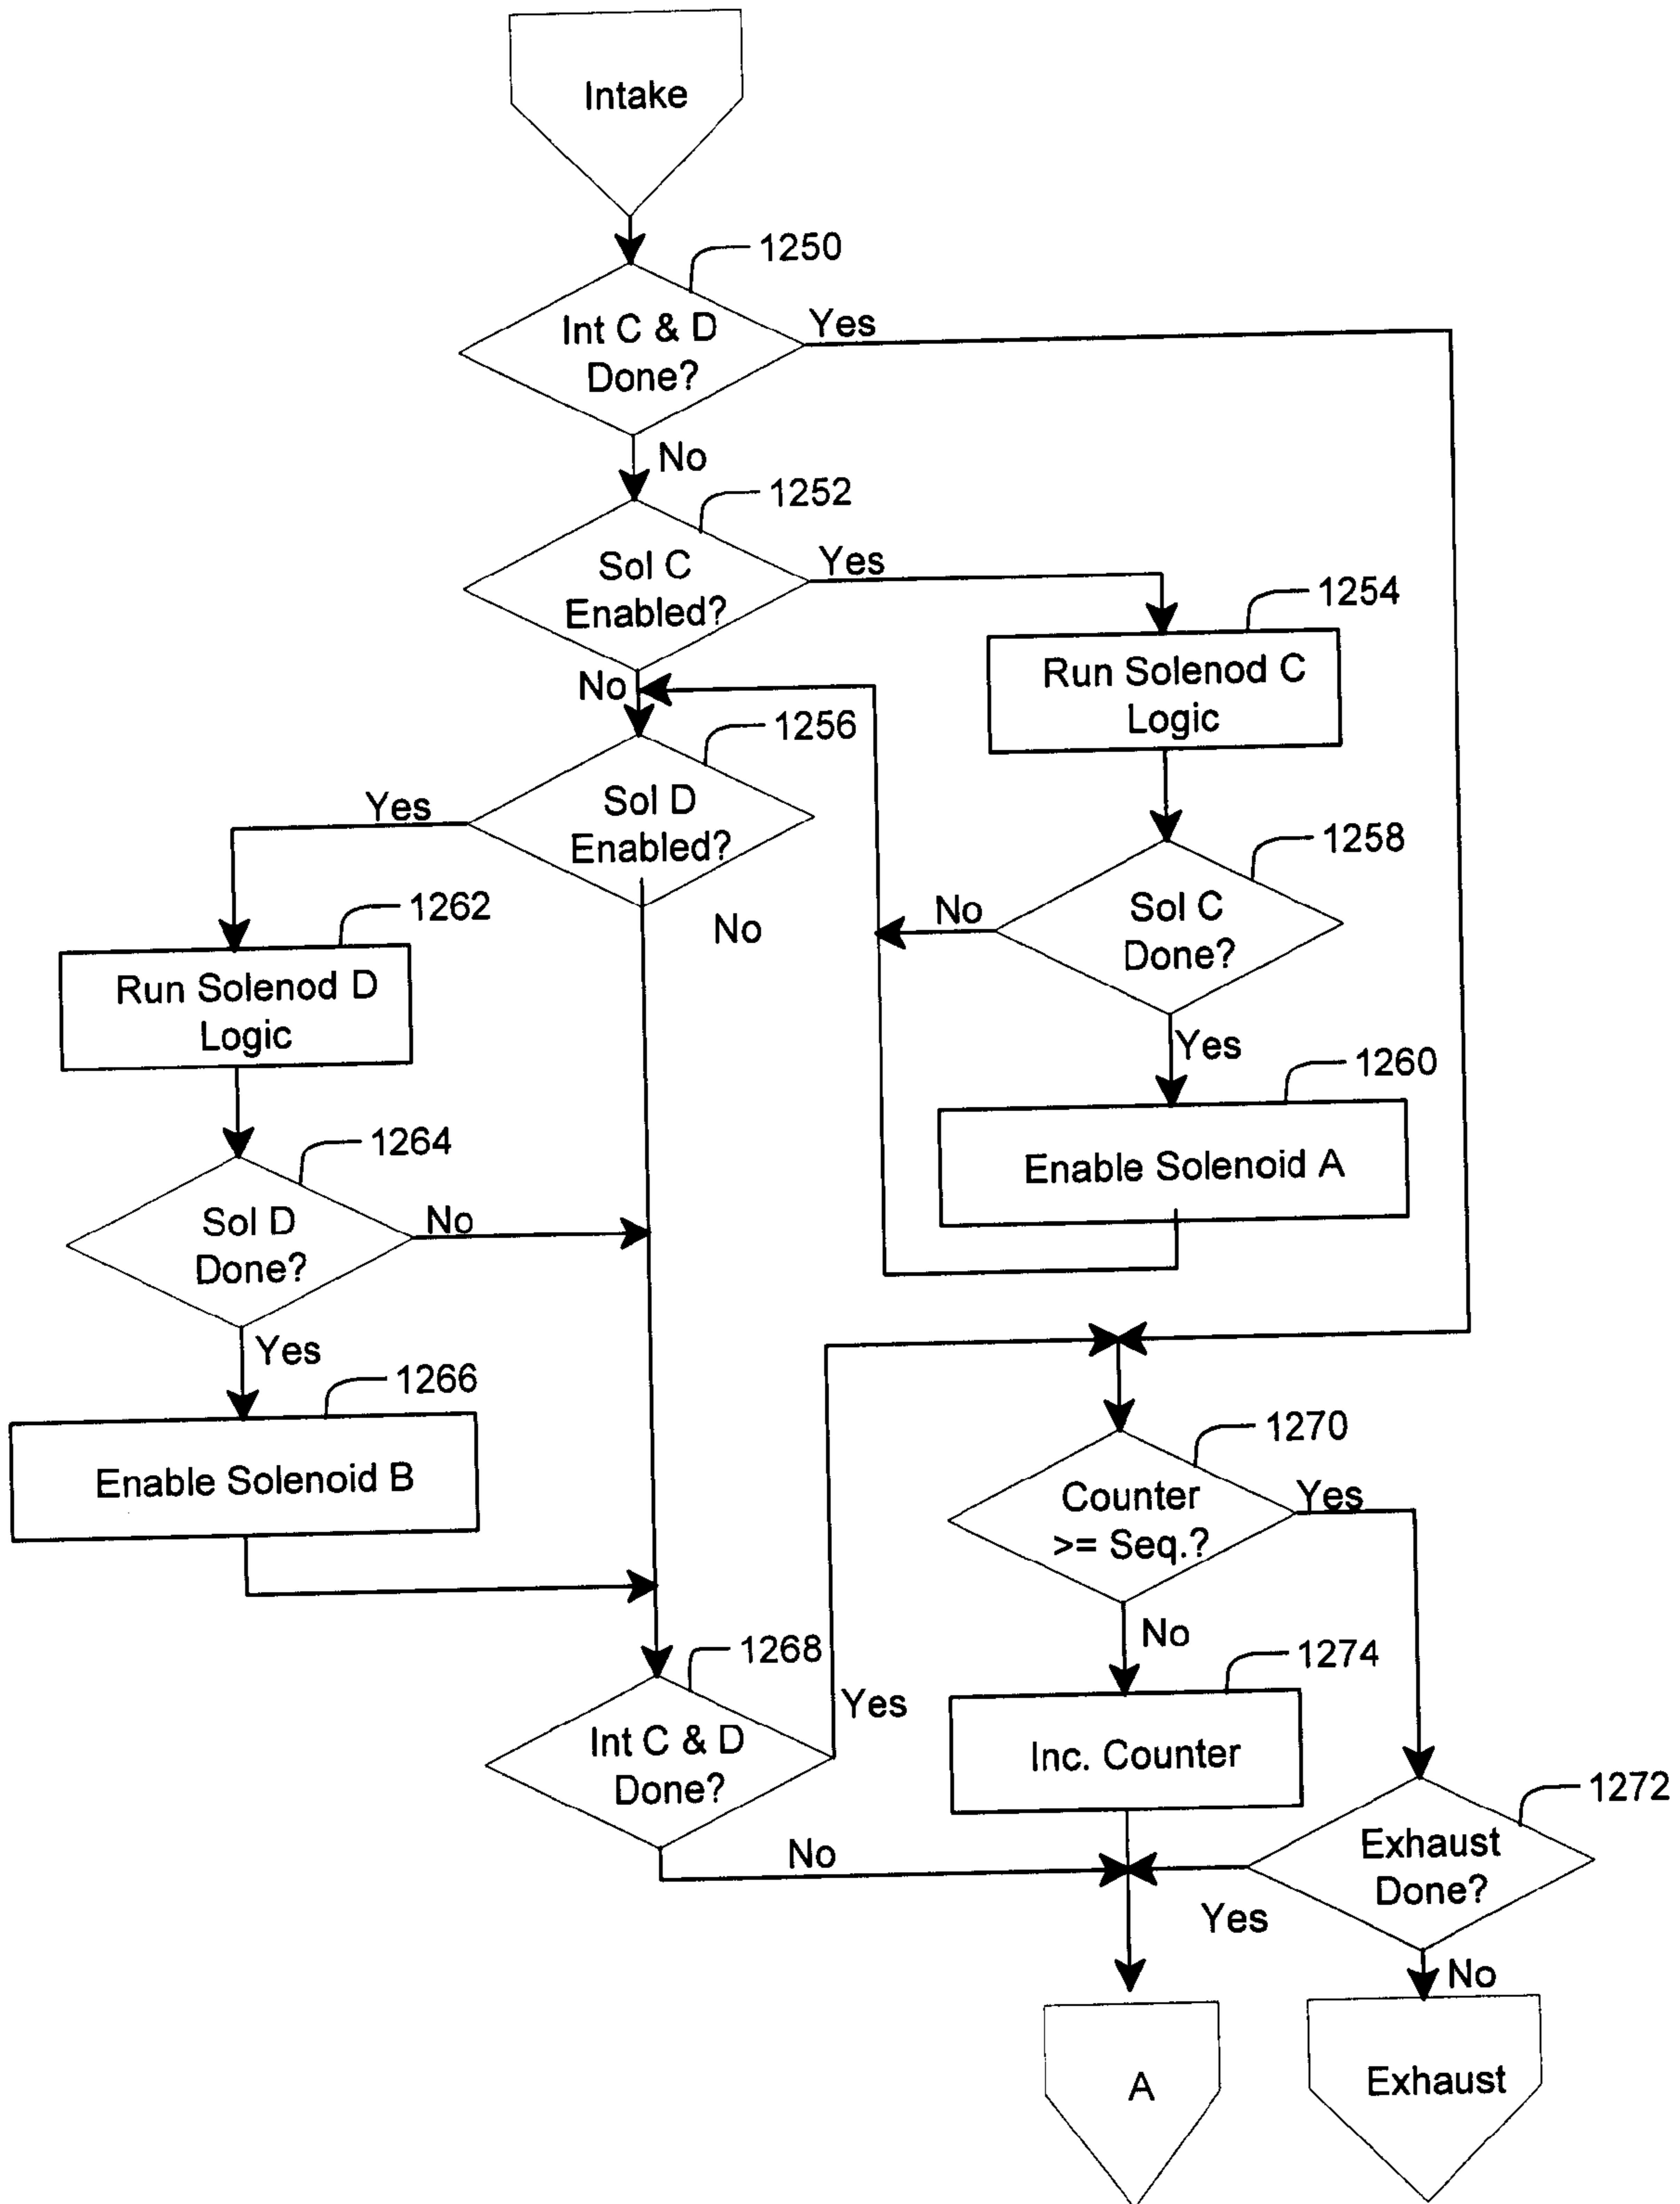 Intake
1250
Int C & D
Done?
Yes
No
1252
Sol C
Enabled?
Yes
1254
Run Solenod C
Logic
No
1256
Sol D
Enabled?
Yes
No
1258
Sol C
Done?
No
Yes
1260
Enable Solenoid A
1262
Run Solenod D
Logic
1264
Sol D
Done?
No
Yes
1266
Enable Solenoid B
1268
Int C & D
Done?
Yes
No
1270
Counter
>= Seq.?
Yes
No
1274
Inc. Counter
1272
Exhaust
Done?
Yes
No
A
Exhaust